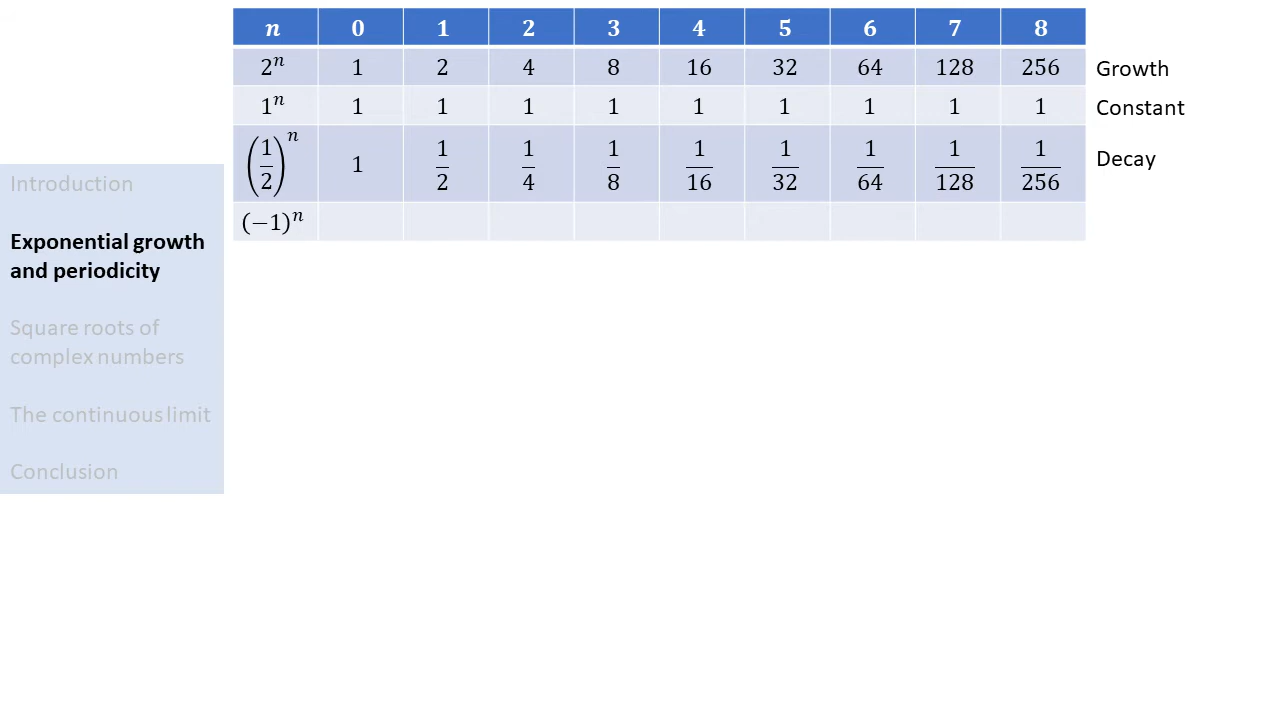 n 0 1 2 3 4 5 6 7 8
2ⁿ 1 2 4 8 16 32 64 128 256 Growth
1ⁿ 1 1 1 1 1 1 1 1 1 Constant
(1/2)ⁿ 1 1/2 1/4 1/8 1/16 1/32 1/64 1/128 1/256 Decay
(−1)ⁿ
Introduction
Exponential growth
and periodicity
Square roots of
complex numbers
The continuous limit
Conclusion